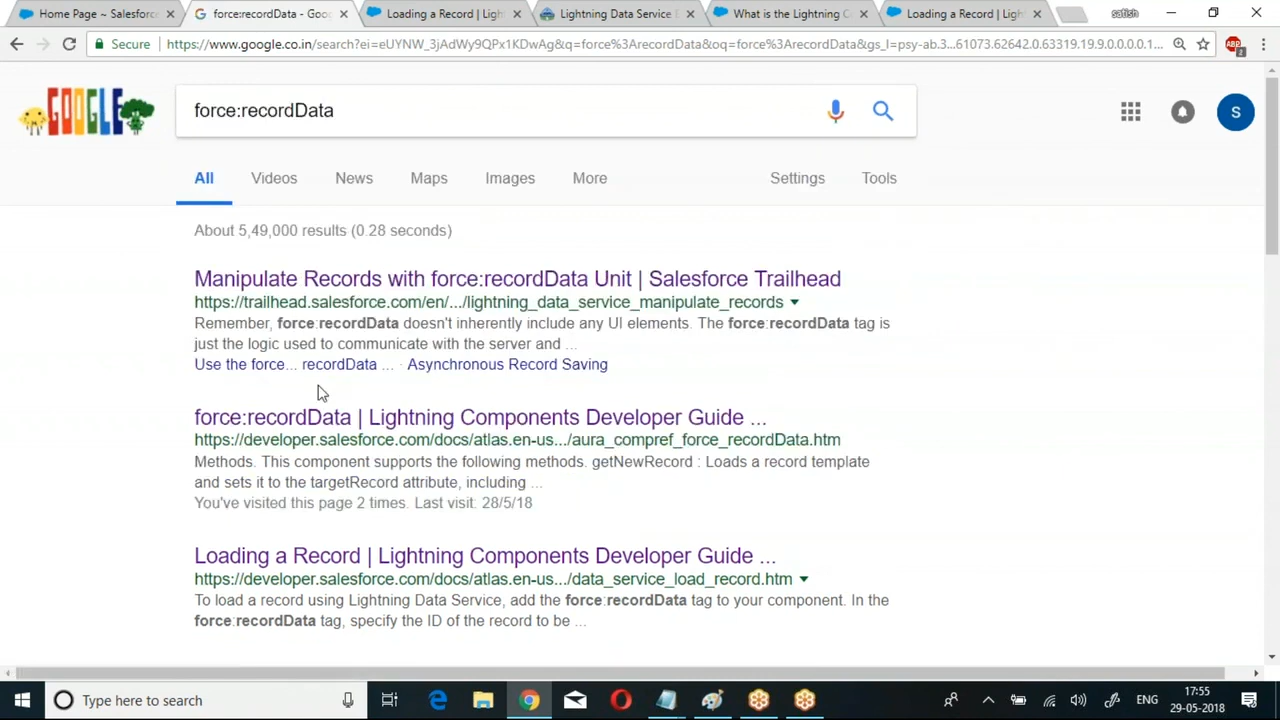 Home Page ~ Salesforce
force:recordData - Goo
Loading a Record | Light
Lightning Data Service E
What is the Lightning C
Loading a Record | Light
satish
Secure
https://www.google.co.in/search?ei=eUYNW_3jAdWy9QPx1KDwAg&q=force%3ArecordData&oq=force%3ArecordData&gs_l=psy-ab.3...61073.62642.0.63319.19.9.0.0.0.0.1...
ABP
2
GOOGLE
force:recordData
S
All
Videos
News
Maps
Images
More
Settings
Tools
About 5,49,000 results (0.28 seconds)
Manipulate Records with force:recordData Unit | Salesforce Trailhead
https://trailhead.salesforce.com/en/.../lightning_data_service_manipulate_records
Remember, force:recordData doesn't inherently include any UI elements. The force:recordData tag is
just the logic used to communicate with the server and ...
Use the force... recordData ... · Asynchronous Record Saving
force:recordData | Lightning Components Developer Guide ...
https://developer.salesforce.com/docs/atlas.en-us.../aura_compref_force_recordData.htm
Methods. This component supports the following methods. getNewRecord : Loads a record template
and sets it to the targetRecord attribute, including ...
You've visited this page 2 times. Last visit: 28/5/18
Loading a Record | Lightning Components Developer Guide ...
https://developer.salesforce.com/docs/atlas.en-us.../data_service_load_record.htm
To load a record using Lightning Data Service, add the force:recordData tag to your component. In the
force:recordData tag, specify the ID of the record to be ...
Type here to search
ENG
17:55
29-05-2018